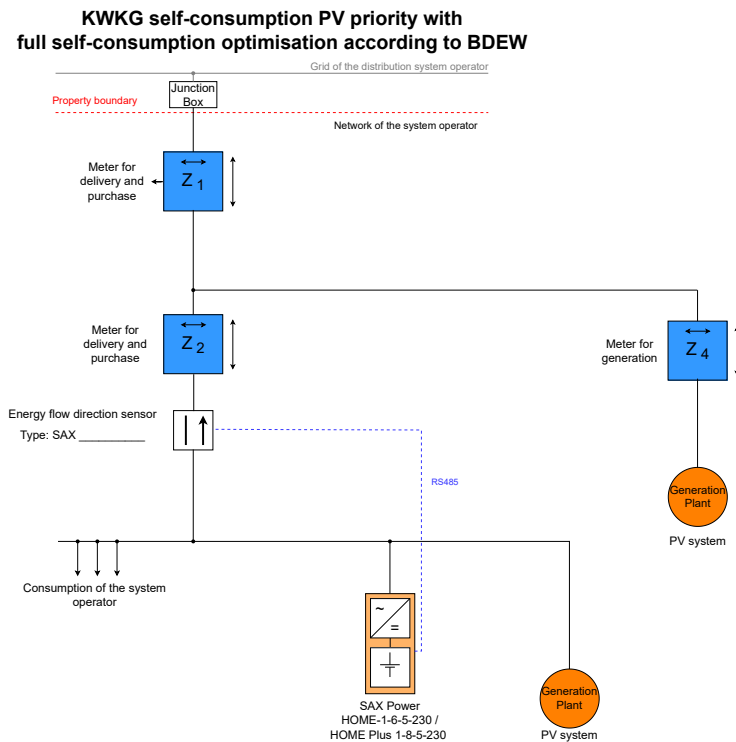 KWKG self-consumption PV priority with
full self-consumption optimisation according to BDEW
Grid of the distribution system operator
Junction
Box
Property boundary
Network of the system operator
Meter for
delivery and
purchase
Z 1
Meter for
delivery and
purchase
Z 2
Meter for
generation
Z 4
Energy flow direction sensor
Type: SAX __________
RS485
Generation
Plant
PV system
Consumption of the system
operator
~
=
SAX Power
HOME-1-6-5-230 /
HOME Plus 1-8-5-230
Generation
Plant
PV system